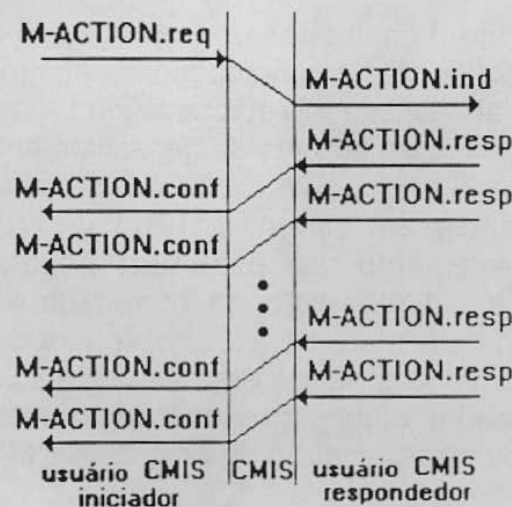 M-ACTION.req
M-ACTION.ind
M-ACTION.resp
M-ACTION.conf
M-ACTION.resp
M-ACTION.conf
M-ACTION.resp
M-ACTION.conf
M-ACTION.resp
M-ACTION.conf
usuário CMIS
iniciador
CMIS
usuário CMIS
respondedor